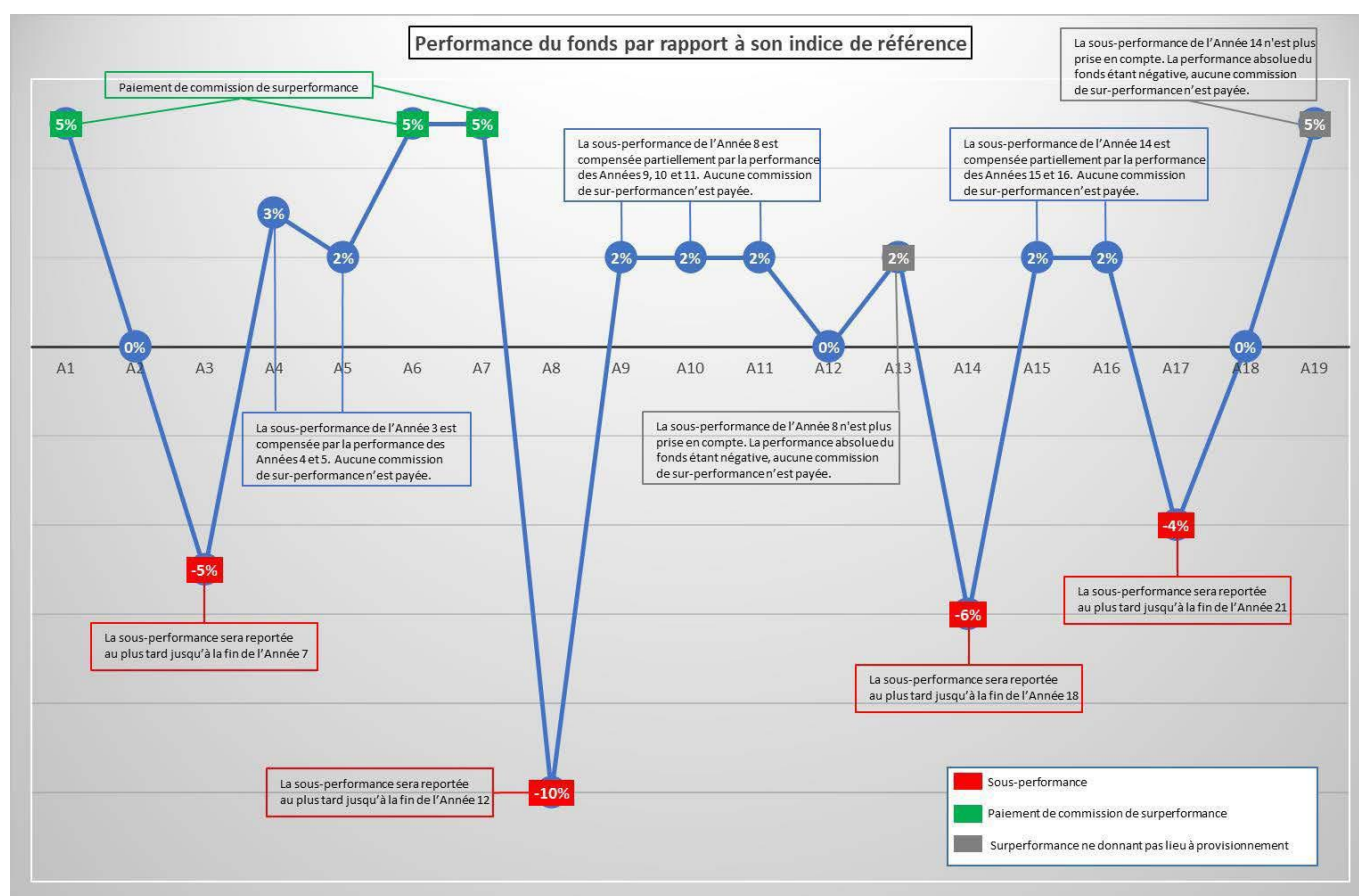 Performance du fonds par rapport à son indice de référence
La sous-performance de l'Année 14 n'est plus
prise en compte. La performance absolue du
fonds étant négative, aucune commission
de sur-performance n'est payée.
Paiement de commission de surperformance
5%
5%
5%
5%
La sous-performance de l'Année 8 est
compensée partiellement par la performance
des Années 9, 10 et 11. Aucune commission
de sur-performance n'est payée.
La sous-performance de l'Année 14 est
compensée partiellement par la performance
des Années 15 et 16. Aucune commission
de sur-performance n'est payée.
3%
2%
2%
2%
2%
2%
2%
2%
0%
0%
0%
A1
A2
A3
A4
A5
A6
A7
A8
A9
A10
A11
A12
A13
A14
A15
A16
A17
A18
A19
La sous-performance de l'Année 3 est
compensée par la performance des
Années 4 et 5. Aucune commission
de sur-performance n'est payée.
La sous-performance de l'Année 8 n'est plus
prise en compte. La performance absolue du
fonds étant négative, aucune commission
de sur-performance n'est payée.
-5%
-4%
-6%
La sous-performance sera reportée
au plus tard jusqu'à la fin de l'Année 7
La sous-performance sera reportée
au plus tard jusqu'à la fin de l'Année 21
La sous-performance sera reportée
au plus tard jusqu'à la fin de l'Année 18
La sous-performance sera reportée
au plus tard jusqu'à la fin de l'Année 12
-10%
Sous-performance
Paiement de commission de surperformance
Surperformance ne donnant pas lieu à provisionnement